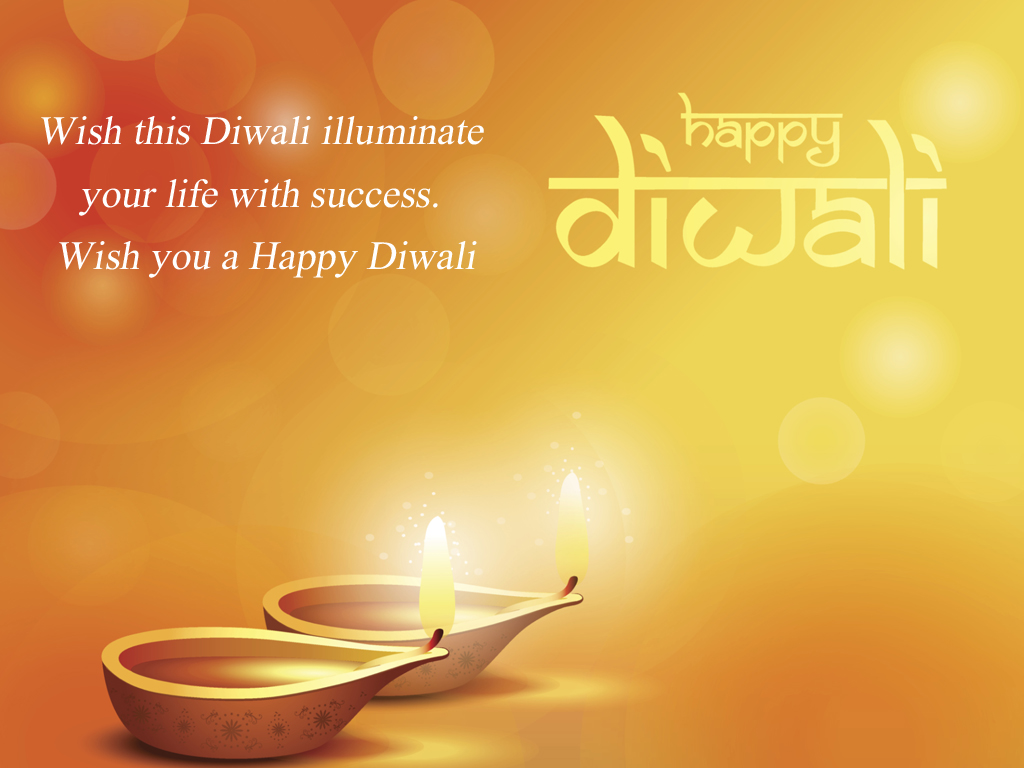 Wish this Diwali illuminate
your life with success.
Wish you a Happy Diwali
happy
diwali